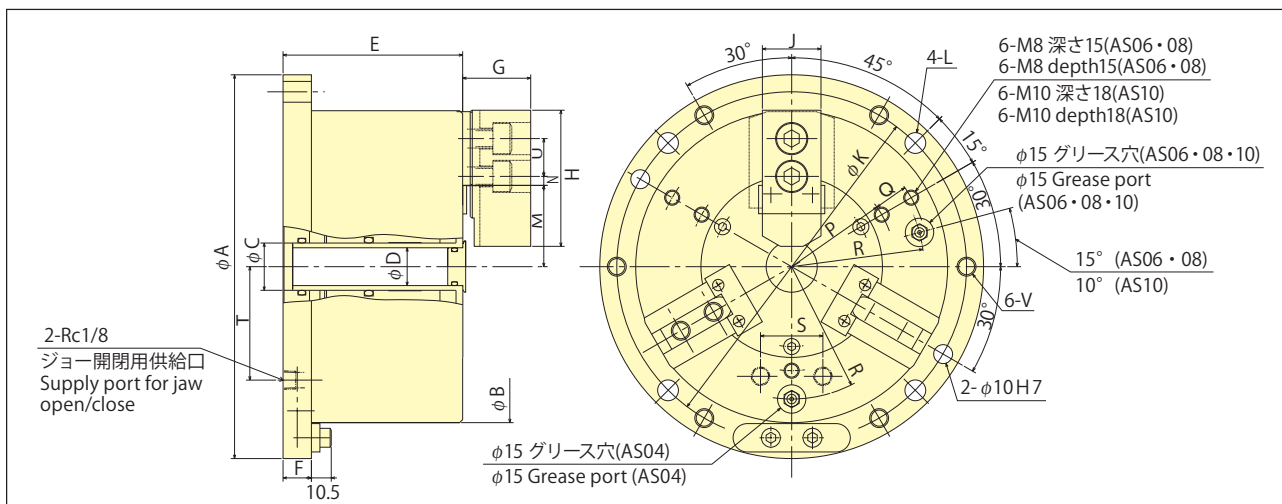 E
G
φA
φC
φD
T
U
N
M
H
φB
F
10.5
2-Rc1/8
ジョー開閉用供給口
Supply port for jaw
open/close
30°
J
45°
4-L
6-M8 深さ15(AS06・08)
6-M8 depth15(AS06・08)
6-M10 深さ18(AS10)
6-M10 depth18(AS10)
15°
φ15 グリース穴(AS06・08・10)
φ15 Grease port
(AS06・08・10)
30°
φK
Q
P
R
15° (AS06・08)
10° (AS10)
6-V
30°
S
R
2- φ10H7
φ15 グリース穴(AS04)
φ15 Grease port (AS04)